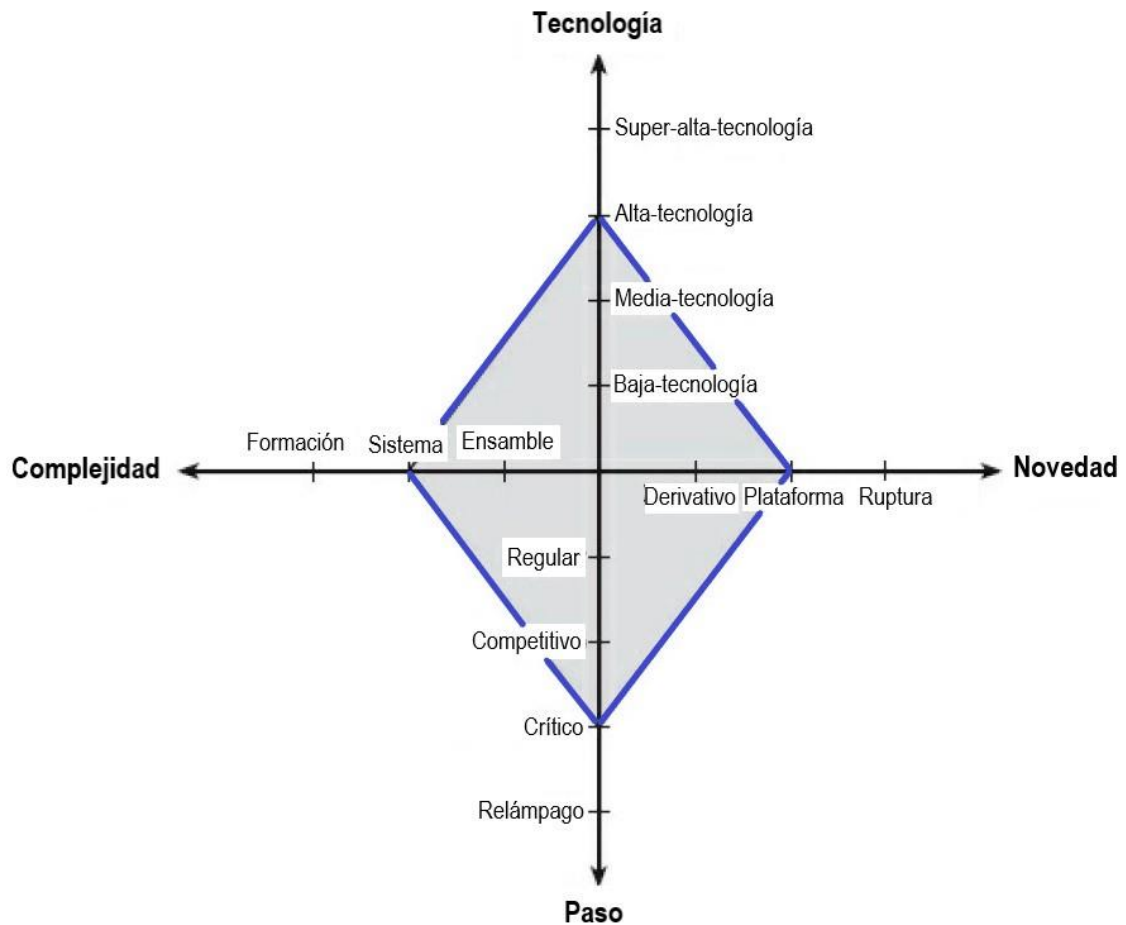 Tecnología
Super-alta-tecnología
Alta-tecnología
Media-tecnología
Baja-tecnología
Formación Sistema Ensamble
Complejidad
Novedad
Derivativo Plataforma Ruptura
Regular
Competitivo
Crítico
Relámpago
Paso